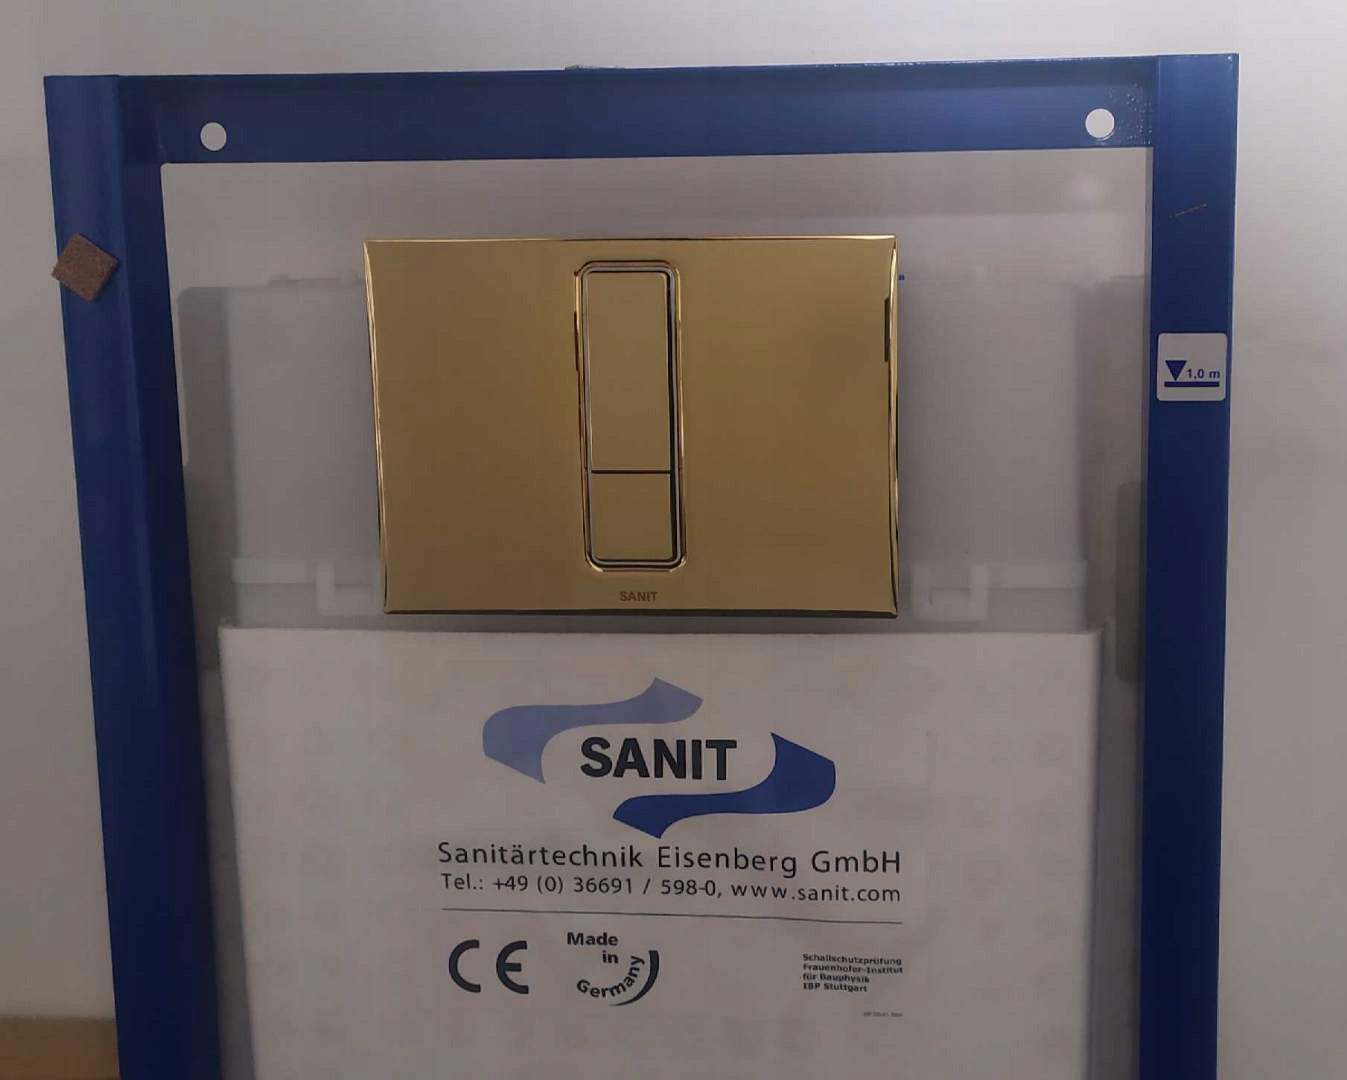 1,0 m
SANIT
SANIT
Sanitärtechnik Eisenberg GmbH
Tel.: +49 (0) 36691 / 598-0, www.sanit.com
CE
Made
in
Germany
Schallschutzprüfung
Frauenhofer-Institut
für Bauphysik
IBP Stuttgart